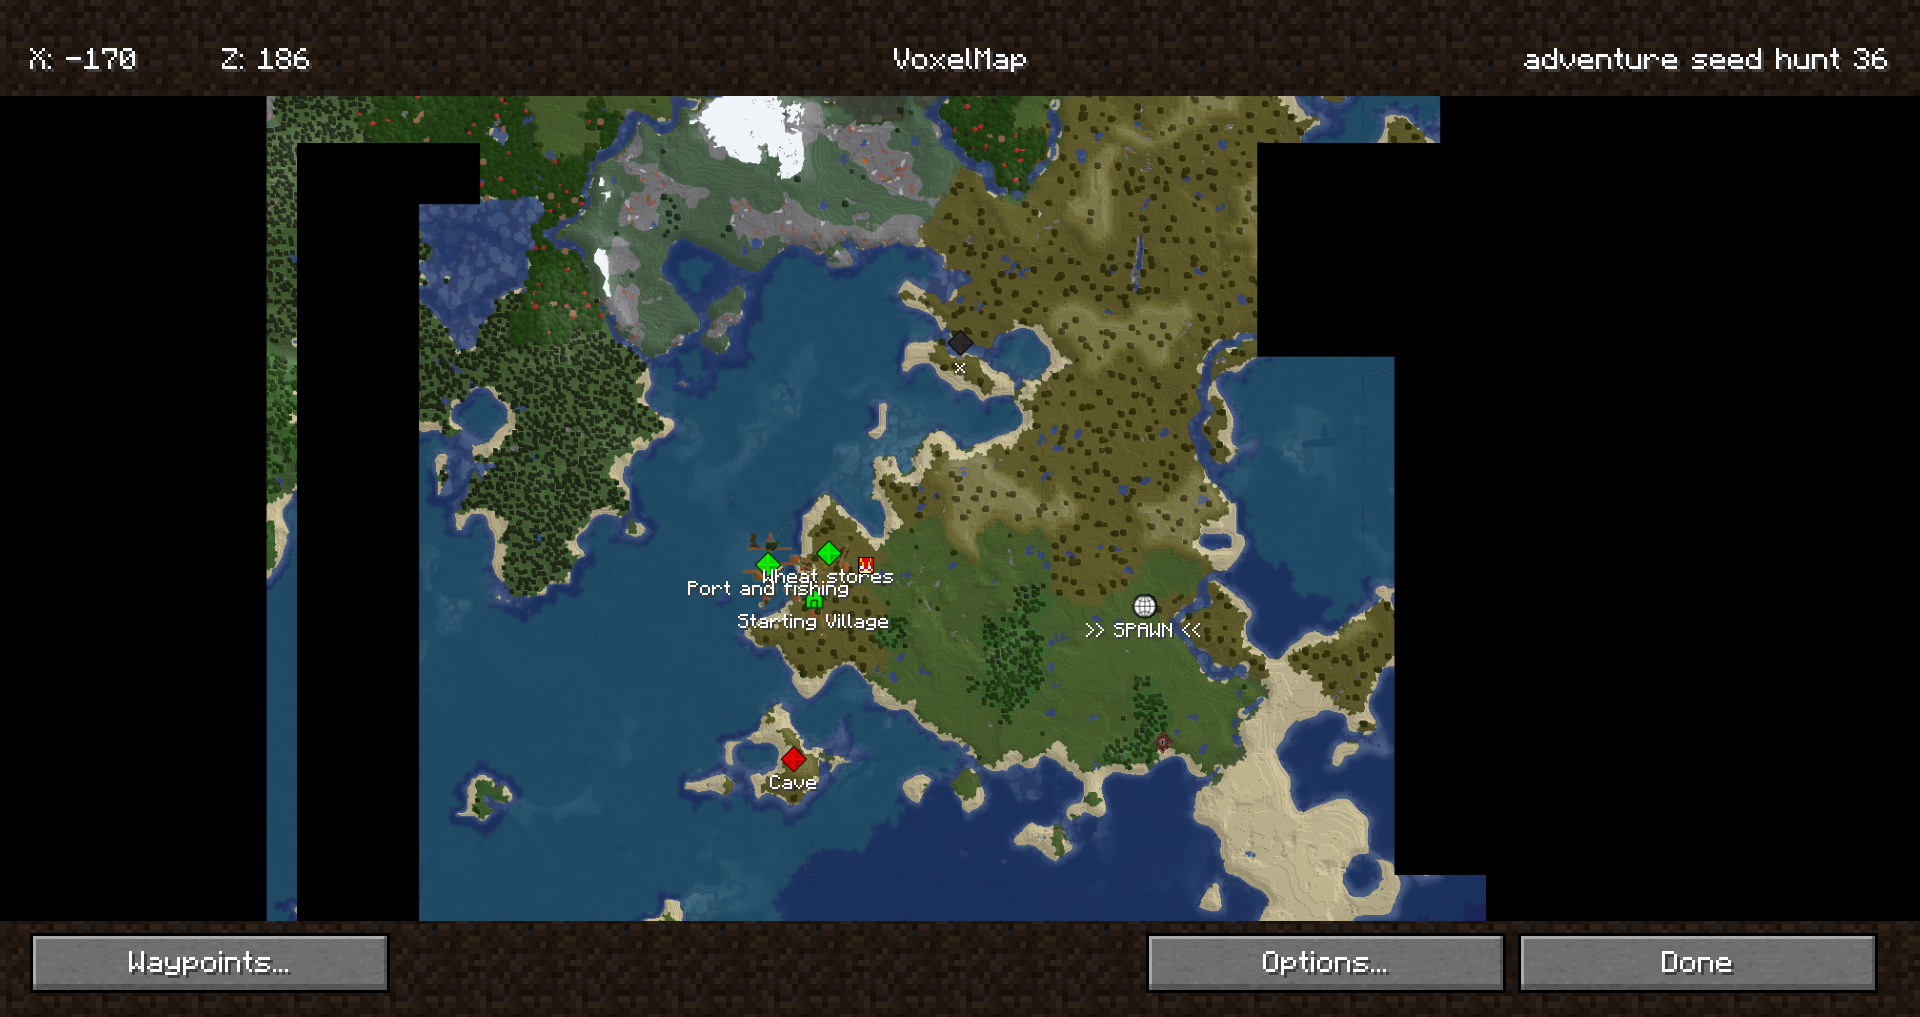 X: -170 Z: 186 VoxelMap adventure seed hunt 36
x
Wheat stores
Port and fishing
Starting Village
>> SPAWN <<
Cave
Waypoints... Options... Done